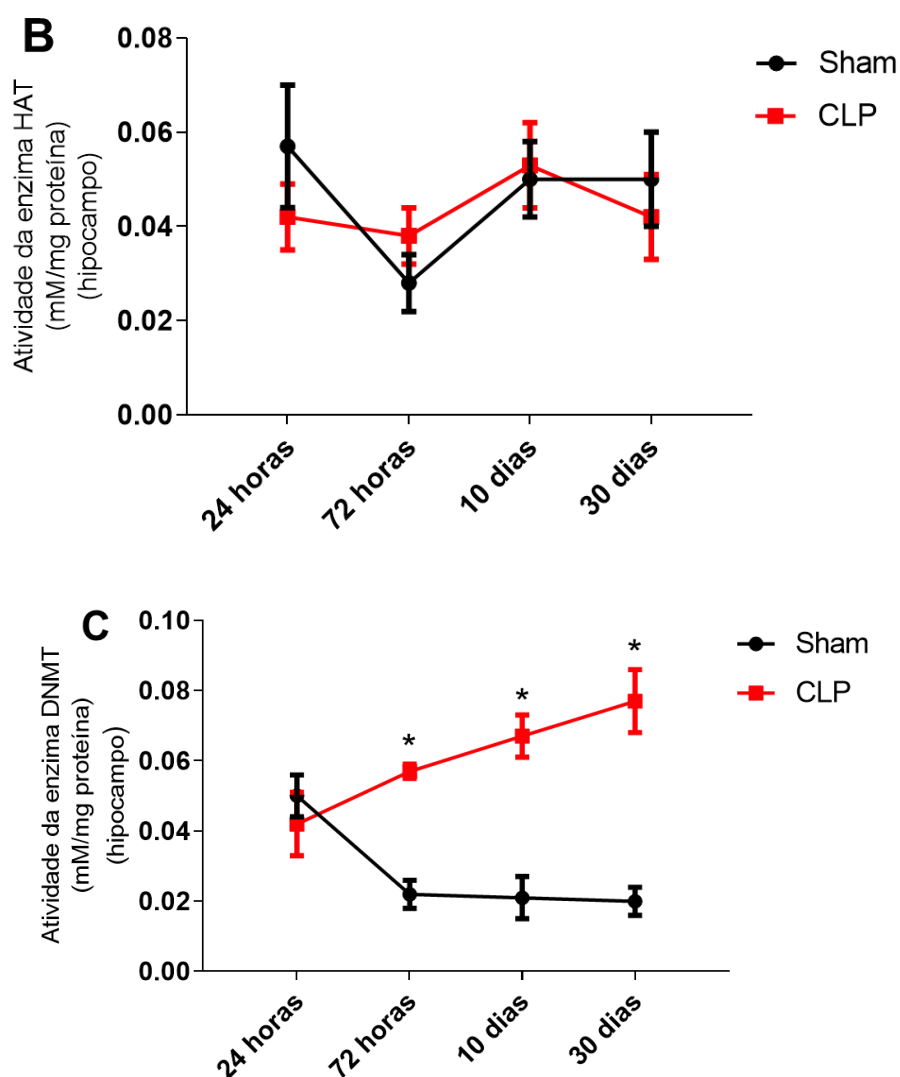 B
Atividade da enzima HAT
(mM/mg proteína)
(hipocampo)
0.08
0.06
0.04
0.02
0.00
24 horas
72 horas
10 dias
30 dias
Sham
CLP
C
Atividade da enzima DNMT
(mM/mg proteína)
(hipocampo)
0.10
0.08
0.06
0.04
0.02
0.00
*
*
*
24 horas
72 horas
10 dias
30 dias
Sham
CLP